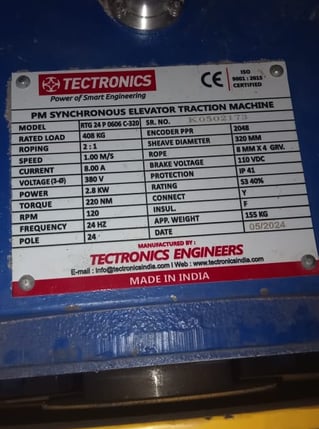 TECTRONICS
Power of Smart Engineering
CE
ISO
9001 : 2015
CERTIFIED
PM SYNCHRONOUS ELEVATOR TRACTION MACHINE
MODEL RTG 24 P 0606 C-320 SR. NO. K0502173
RATED LOAD 408 KG ENCODER PPR 2048
ROPING 2 : 1 SHEAVE DIAMETER 320 MM
SPEED 1.00 M/S ROPE 8 MM X 4 GRV.
CURRENT 8.00 A BRAKE VOLTAGE 110 VDC
VOLTAGE (3-Ø) 380 V PROTECTION IP 41
POWER 2.8 KW RATING S3 40%
TORQUE 220 NM CONNECT Y
RPM 120 INSU. F
FREQUENCY 24 HZ APP. WEIGHT 155 KG
POLE 24 DATE 05/2024
MANUFACTURED BY :
TECTRONICS ENGINEERS
E-mail : info@tectronicsindia.com I Web : www.tectronicsindia.com
MADE IN INDIA